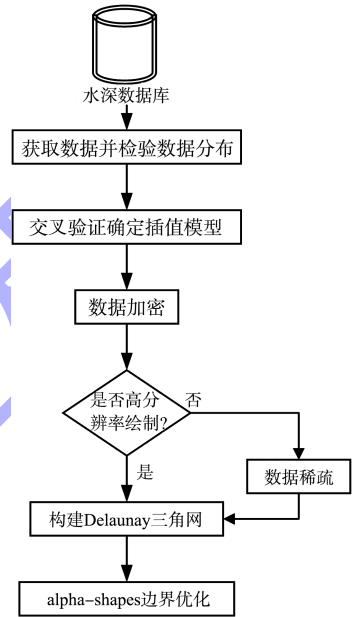 水深数据库
获取数据并检验数据分布
交叉验证确定插值模型
数据加密
是否高分
辨率绘制?
否
是
数据稀疏
构建Delaunay三角网
alpha-shapes边界优化